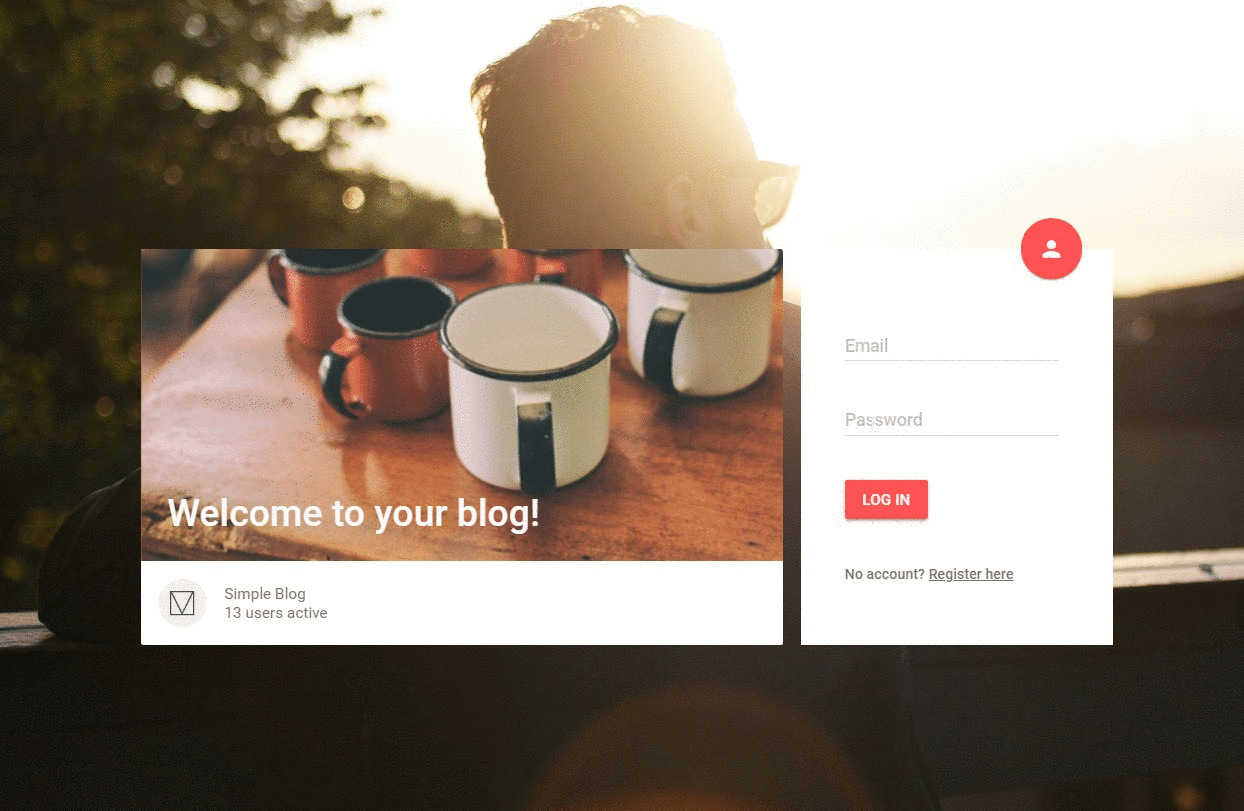 Welcome to your blog!
Simple Blog
13 users active
Email
Password
LOG IN
No account? Register here